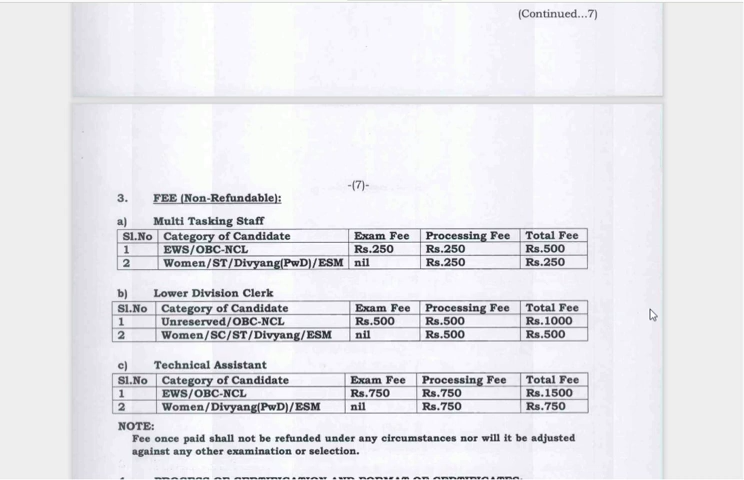 (Continued...7)
-(7)-
3. FEE (Non-Refundable):
a) Multi Tasking Staff
Sl.No Category of Candidate Exam Fee Processing Fee Total Fee
1 EWS/OBC-NCL Rs.250 Rs.250 Rs.500
2 Women/ST/Divyang(PwD)/ESM nil Rs.250 Rs.250
b) Lower Division Clerk
Sl.No Category of Candidate Exam Fee Processing Fee Total Fee
1 Unreserved/OBC-NCL Rs.500 Rs.500 Rs.1000
2 Women/SC/ST/Divyang/ESM nil Rs.500 Rs.500
c) Technical Assistant
Sl.No Category of Candidate Exam Fee Processing Fee Total Fee
1 EWS/OBC-NCL Rs.750 Rs.750 Rs.1500
2 Women/Divyang(PwD)/ESM nil Rs.750 Rs.750
NOTE:
Fee once paid shall not be refunded under any circumstances nor will it be adjusted
against any other examination or selection.